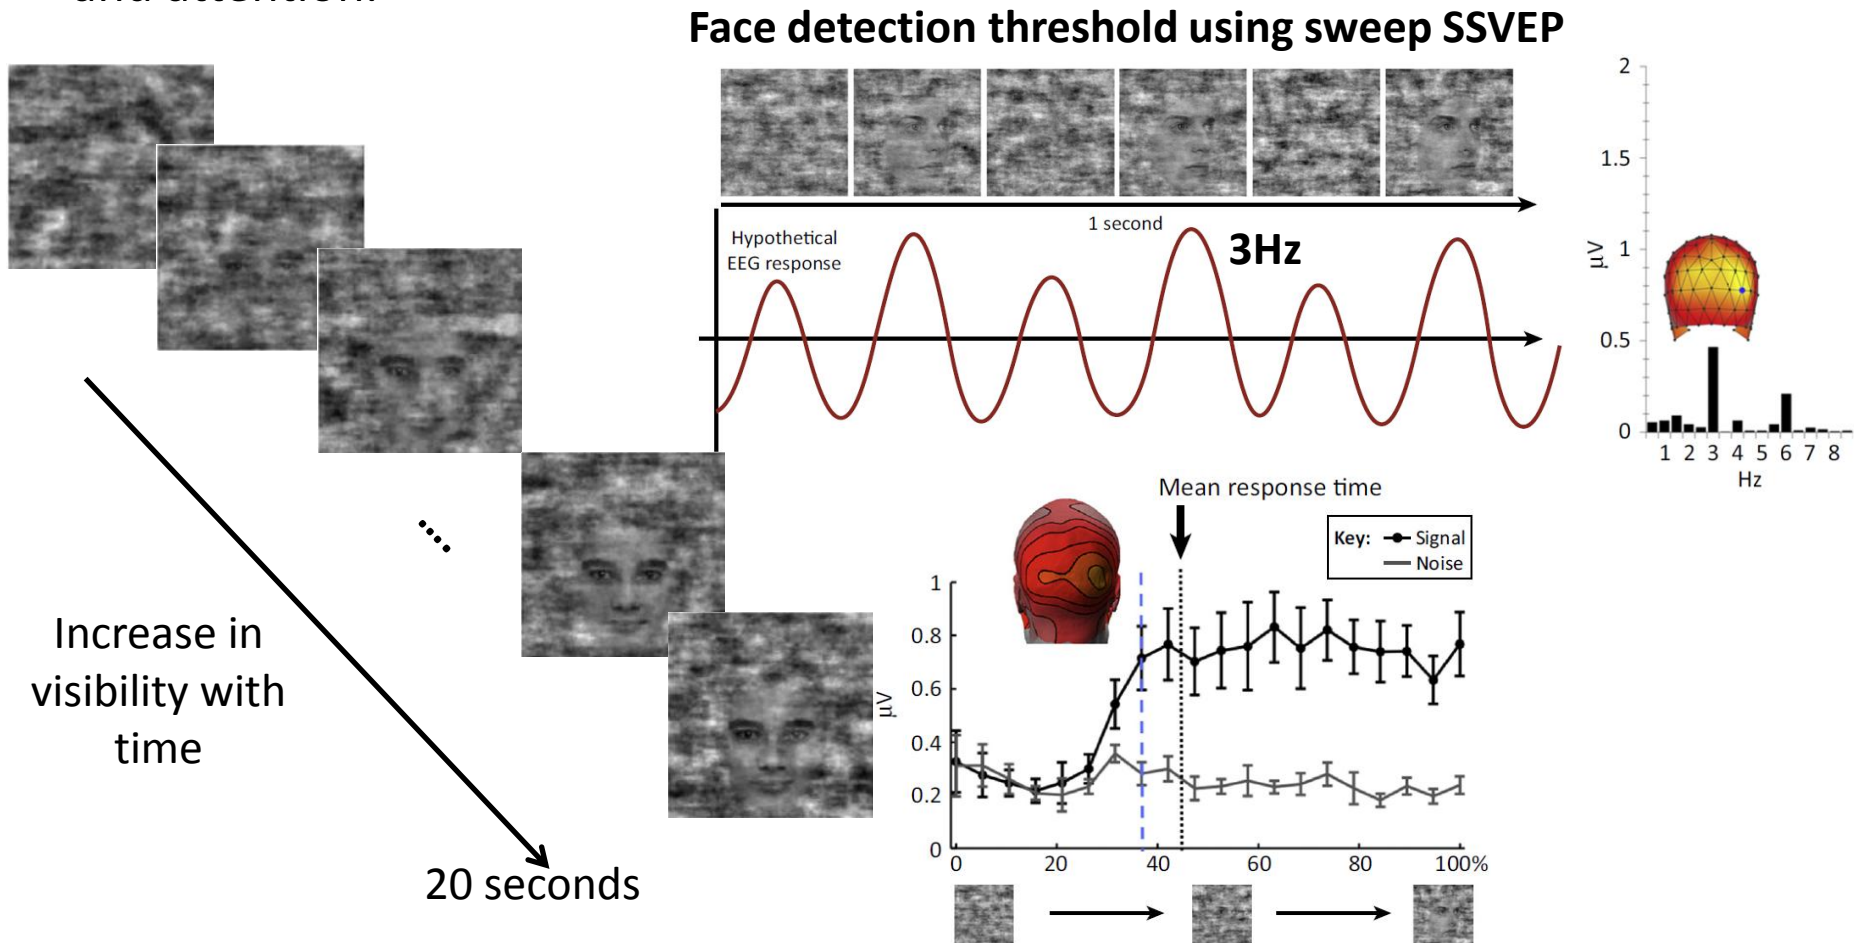 Face detection threshold using sweep SSVEP
Hypothetical
EEG response
1 second
3Hz
2
1.5
1
0.5
0
µV
1 2 3 4 5 6 7 8
Hz
Increase in
visibility with
time
20 seconds
Mean response time
Key: Signal
Noise
1
0.8
0.6
0.4
0.2
0
µV
0 20 40 60 80 100%